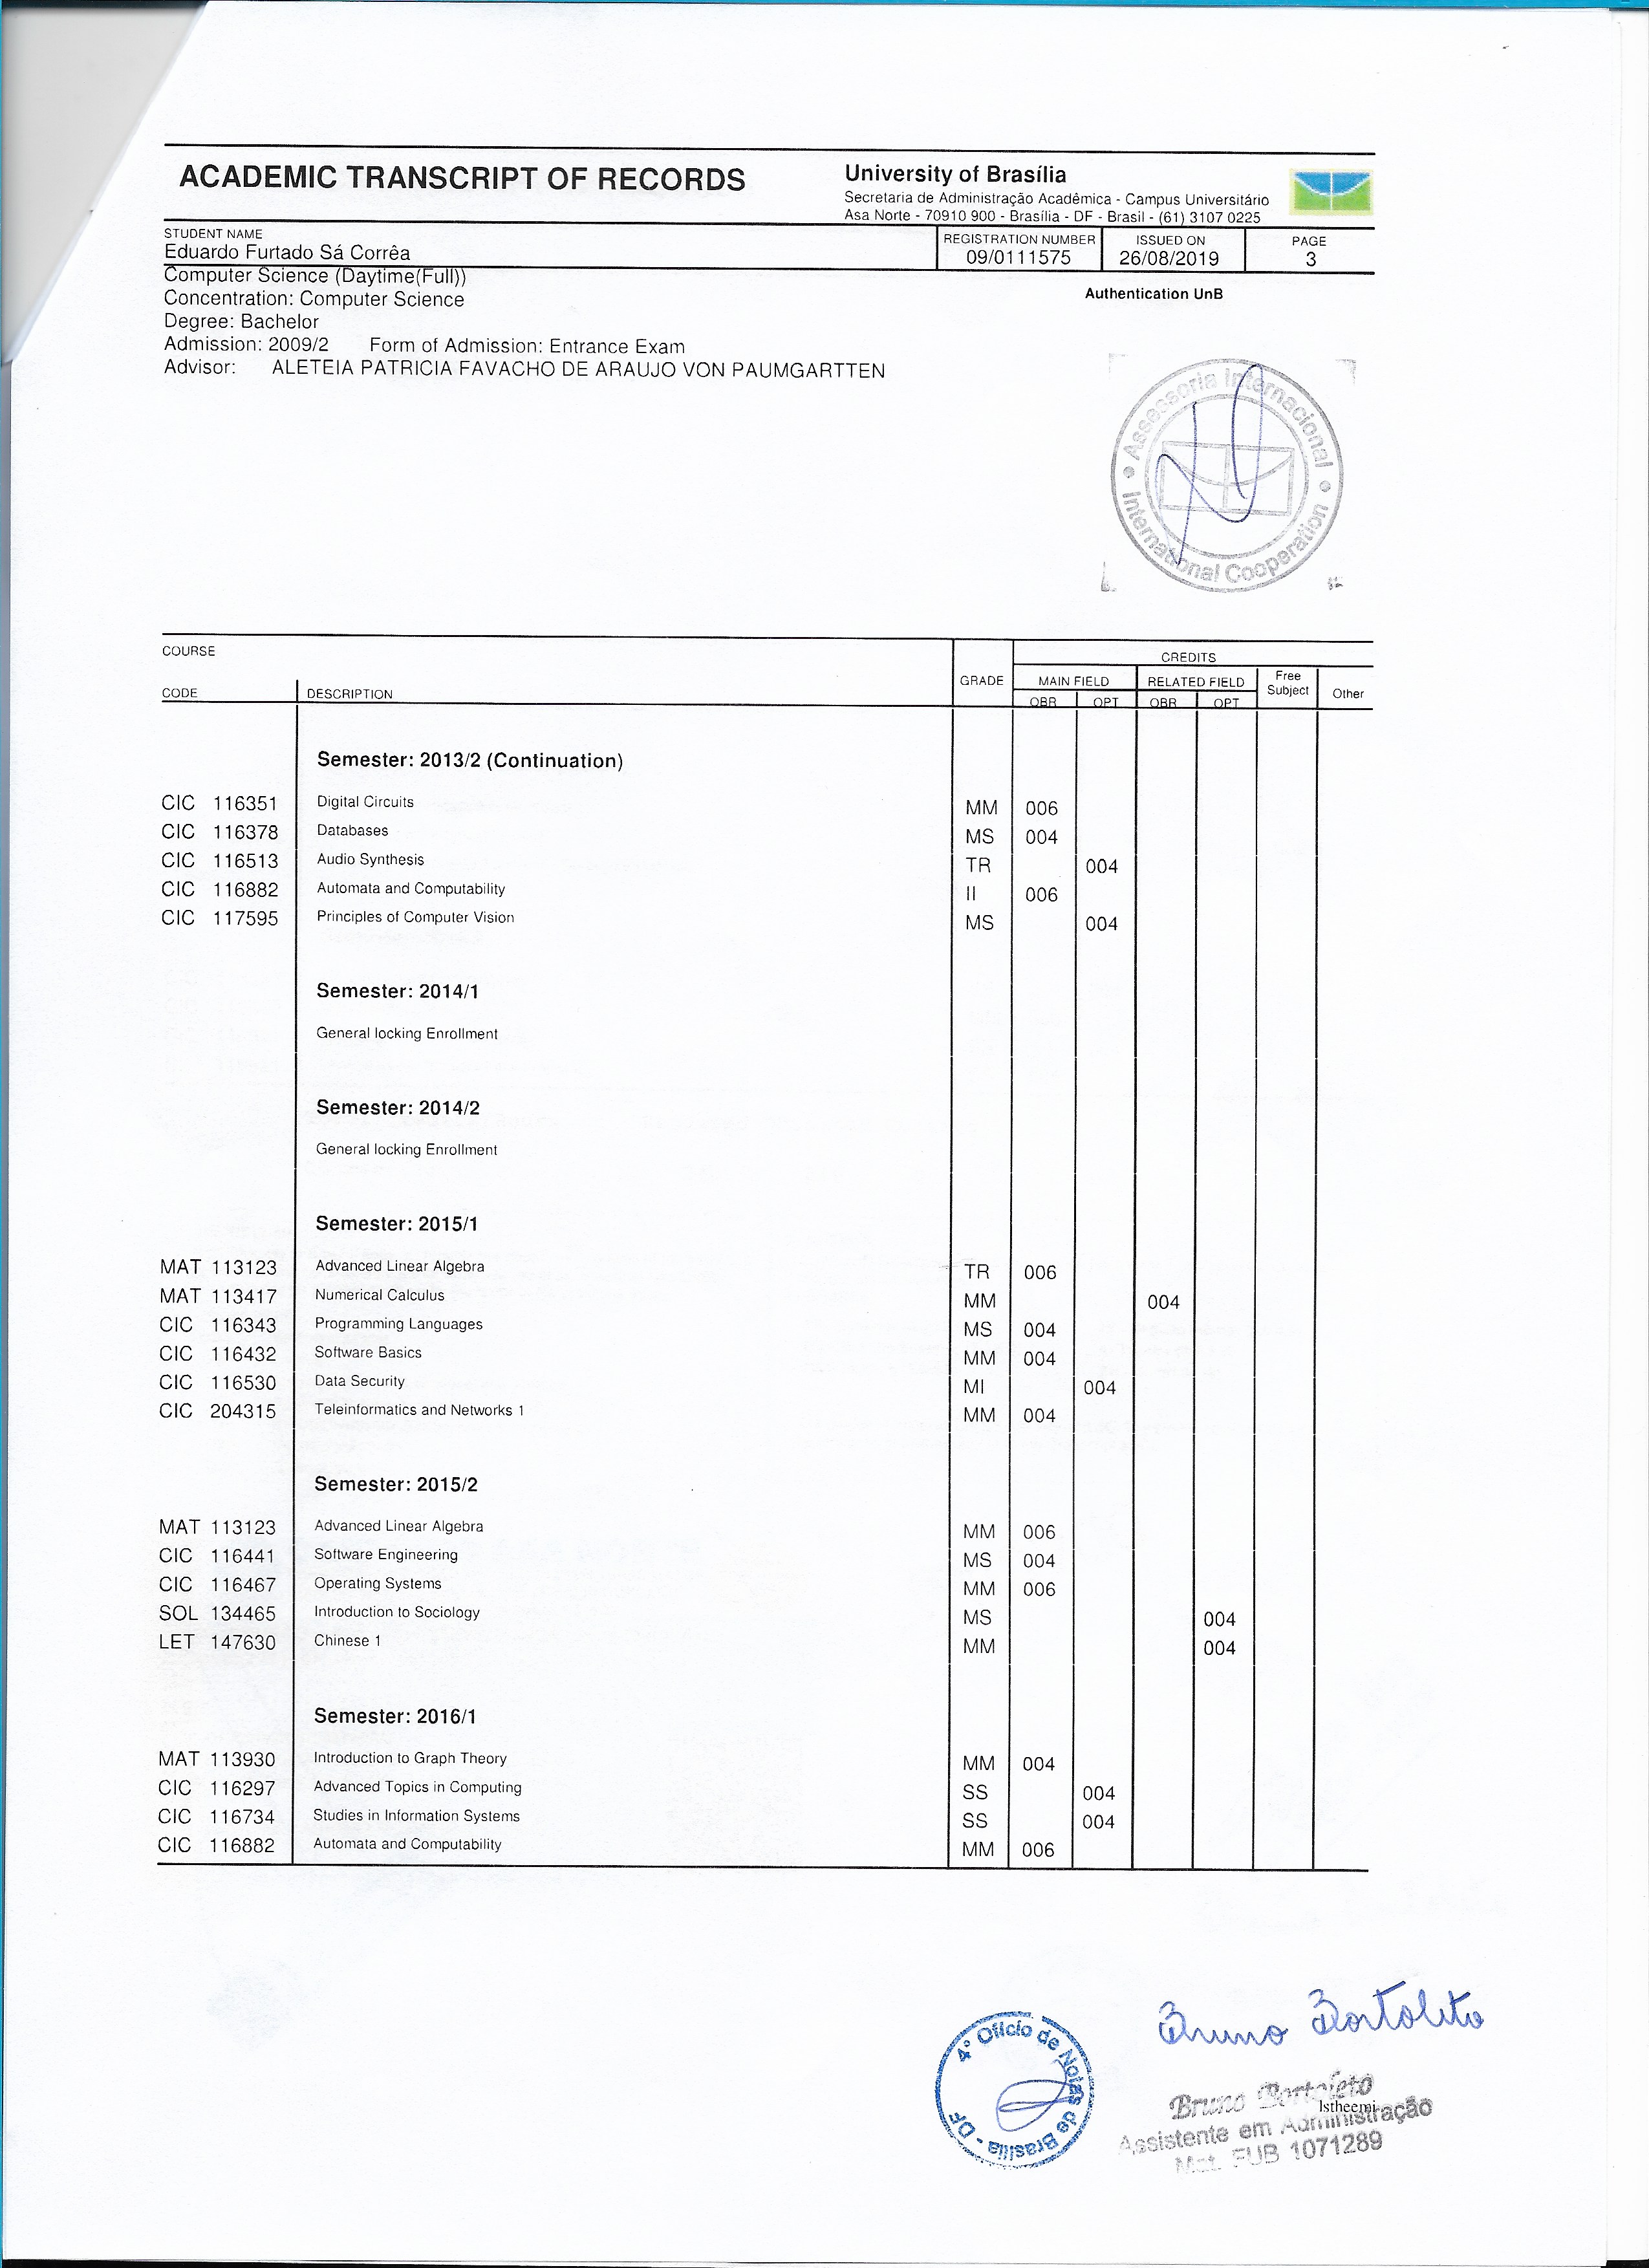 ACADEMIC TRANSCRIPT OF RECORDS
University of Brasília
Secretaria de Administração Acadêmica - Campus Universitário
Asa Norte - 70910 900 - Brasília - DF - Brasil - (61) 3107 0225
STUDENT NAME
Eduardo Furtado Sá Corrêa
REGISTRATION NUMBER
09/0111575
ISSUED ON
26/08/2019
PAGE
3
Computer Science (Daytime(Full))
Concentration: Computer Science
Degree: Bachelor
Admission: 2009/2 Form of Admission: Entrance Exam
Advisor: ALETEIA PATRICIA FAVACHO DE ARAUJO VON PAUMGARTTEN
Authentication UnB
Assessoria Internacional
International Cooperation
COURSE
CODE DESCRIPTION
GRADE
CREDITS
MAIN FIELD RELATED FIELD Free Subject Other
OBR OPT OBR OPT
Semester: 2013/2 (Continuation)
CIC 116351 Digital Circuits MM 006
CIC 116378 Databases MS 004
CIC 116513 Audio Synthesis TR 004
CIC 116882 Automata and Computability II 006
CIC 117595 Principles of Computer Vision MS 004
Semester: 2014/1
General locking Enrollment
Semester: 2014/2
General locking Enrollment
Semester: 2015/1
MAT 113123 Advanced Linear Algebra TR 006
MAT 113417 Numerical Calculus MM 004
CIC 116343 Programming Languages MS 004
CIC 116432 Software Basics MM 004
CIC 116530 Data Security MI 004
CIC 204315 Teleinformatics and Networks 1 MM 004
Semester: 2015/2
MAT 113123 Advanced Linear Algebra MM 006
CIC 116441 Software Engineering MS 004
CIC 116467 Operating Systems MM 006
SOL 134465 Introduction to Sociology MS 004
LET 147630 Chinese 1 MM 004
Semester: 2016/1
MAT 113930 Introduction to Graph Theory MM 004
CIC 116297 Advanced Topics in Computing SS 004
CIC 116734 Studies in Information Systems SS 004
CIC 116882 Automata and Computability MM 006
4º Ofício de Notas de Brasília - DF
Bruno Bortoleto
Bruno Bortoleto
Istheemi
Assistente em Administração
Mat. FUB 1071289